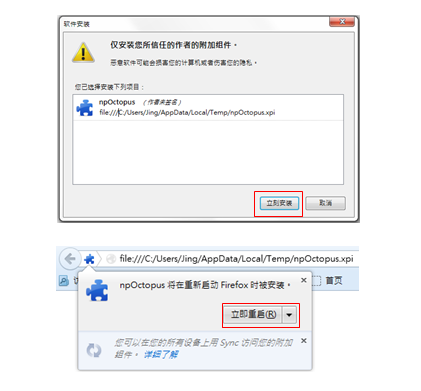 软件安装
仅安装您所信任的作者的附加组件。
恶意软件可能会损害您的计算机或者伤害您的隐私。
您已选择安装下列项目：
npOctopus （作者未签名）
file:///C:/Users/Jing/AppData/Local/Temp/npOctopus.xpi
立刻安装 取消
file:///C:/Users/Jing/AppData/Local/Temp/npOctopus.xpi
首页
npOctopus 将在重新启动 Firefox 时被安装。
立即重启(R)
您可以在您的所有设备上用 Sync 访问您的附加
组件。 详细了解